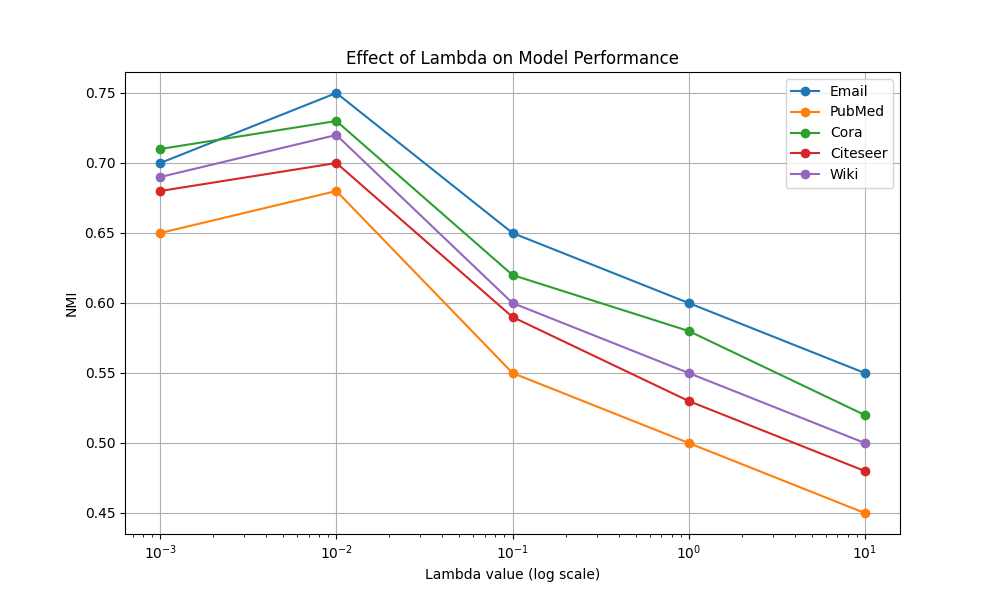 Effect of Lambda on Model Performance
NMI
0.75
0.70
0.65
0.60
0.55
0.50
0.45
Email
PubMed
Cora
Citeseer
Wiki
10⁻³ 10⁻² 10⁻¹ 10⁰ 10¹
Lambda value (log scale)